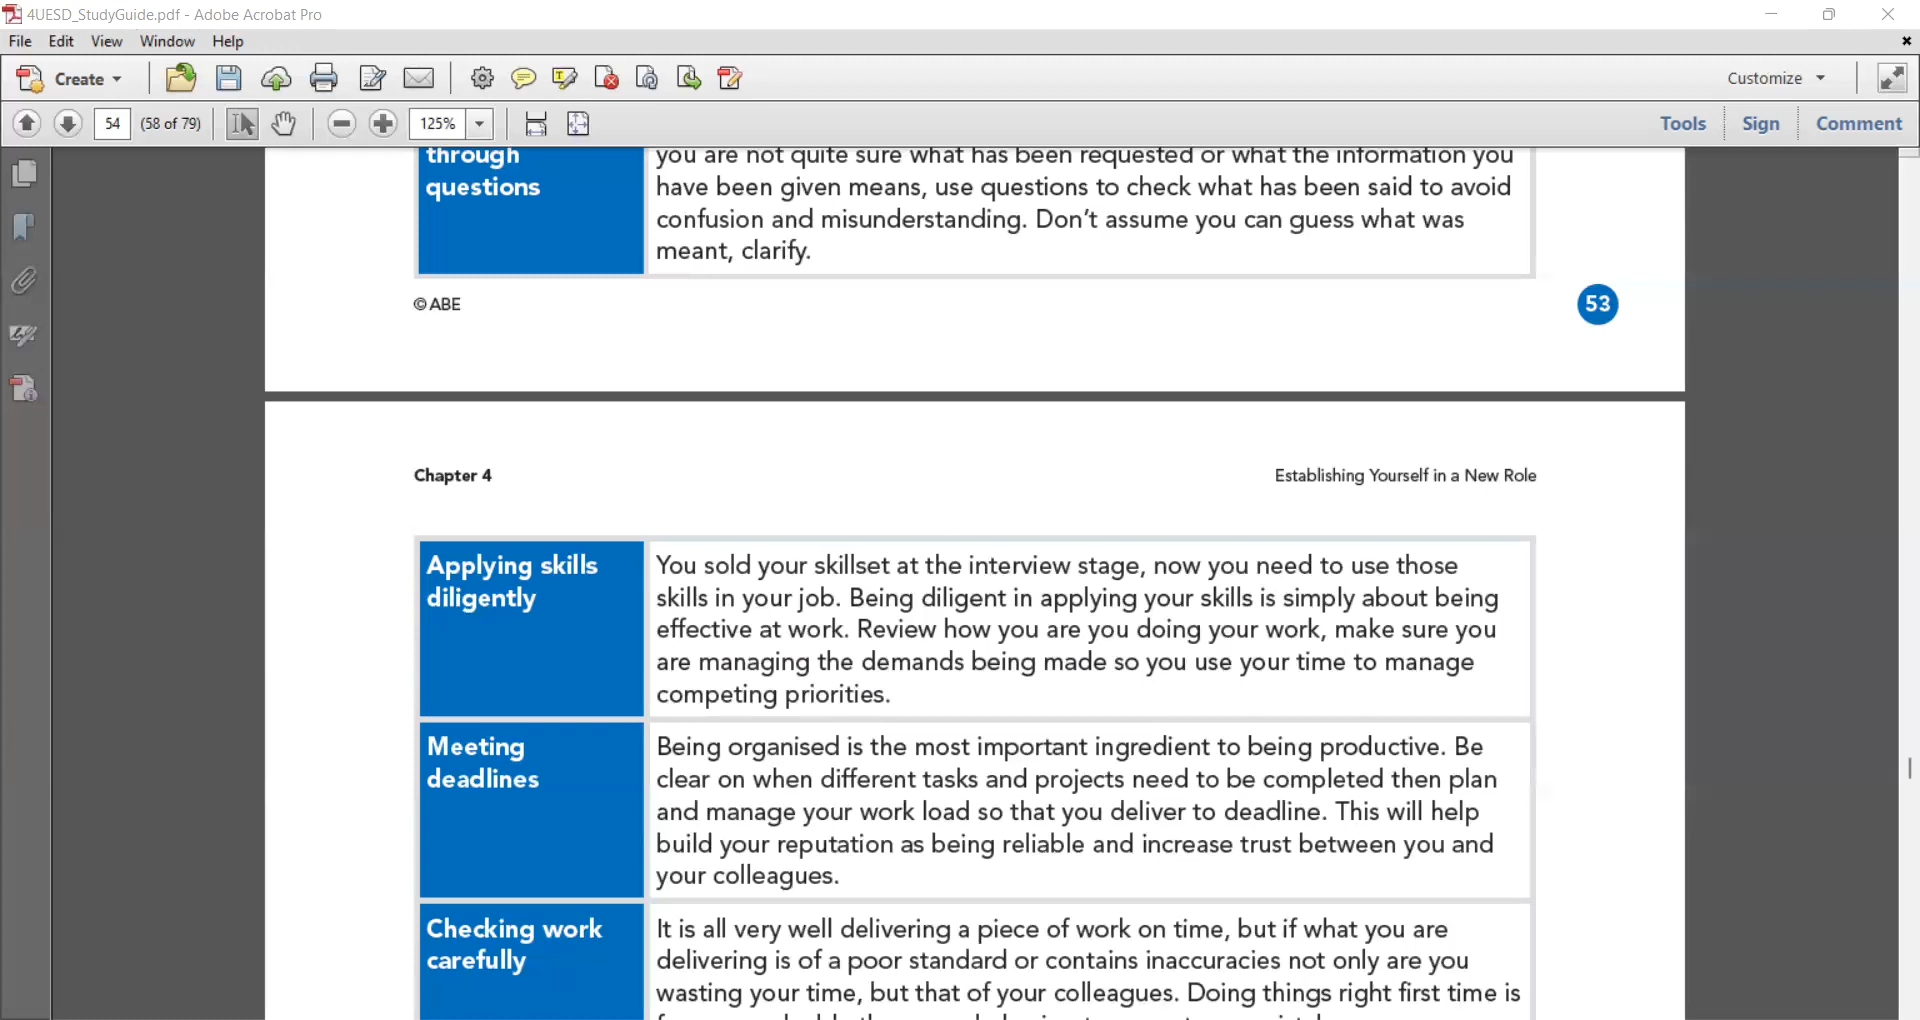 4UESD_StudyGuide.pdf - Adobe Acrobat Pro
File Edit View Window Help
Create Customize
54 (58 of 79) 125% Tools Sign Comment
through
questions
you are not quite sure what has been requested or what the information you
have been given means, use questions to check what has been said to avoid
confusion and misunderstanding. Don’t assume you can guess what was
meant, clarify.
© ABE
53
Chapter 4
Establishing Yourself in a New Role
Applying skills
diligently
You sold your skillset at the interview stage, now you need to use those
skills in your job. Being diligent in applying your skills is simply about being
effective at work. Review how you are you doing your work, make sure you
are managing the demands being made so you use your time to manage
competing priorities.
Meeting
deadlines
Being organised is the most important ingredient to being productive. Be
clear on when different tasks and projects need to be completed then plan
and manage your work load so that you deliver to deadline. This will help
build your reputation as being reliable and increase trust between you and
your colleagues.
Checking work
carefully
It is all very well delivering a piece of work on time, but if what you are
delivering is of a poor standard or contains inaccuracies not only are you
wasting your time, but that of your colleagues. Doing things right first time is